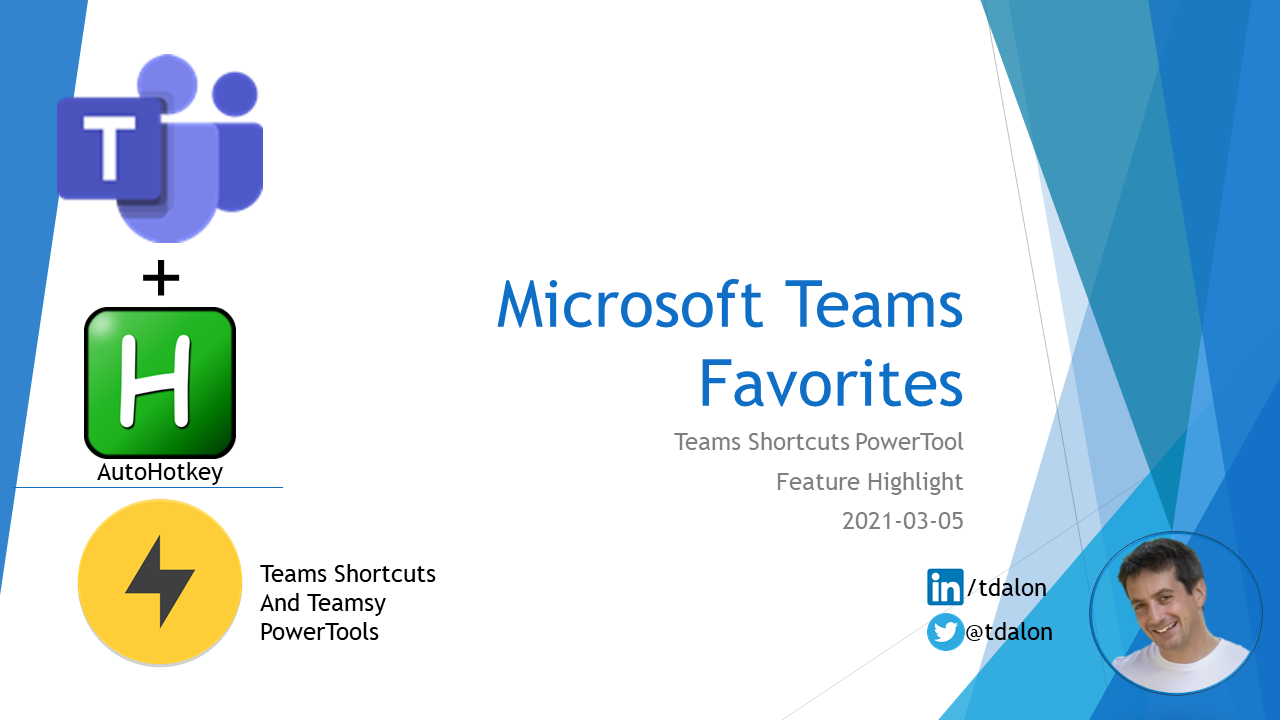 T
+
H
AutoHotkey
Teams Shortcuts
And Teamsy
PowerTools
Microsoft Teams
Favorites
Teams Shortcuts PowerTool
Feature Highlight
2021-03-05
in /tdalon
@tdalon